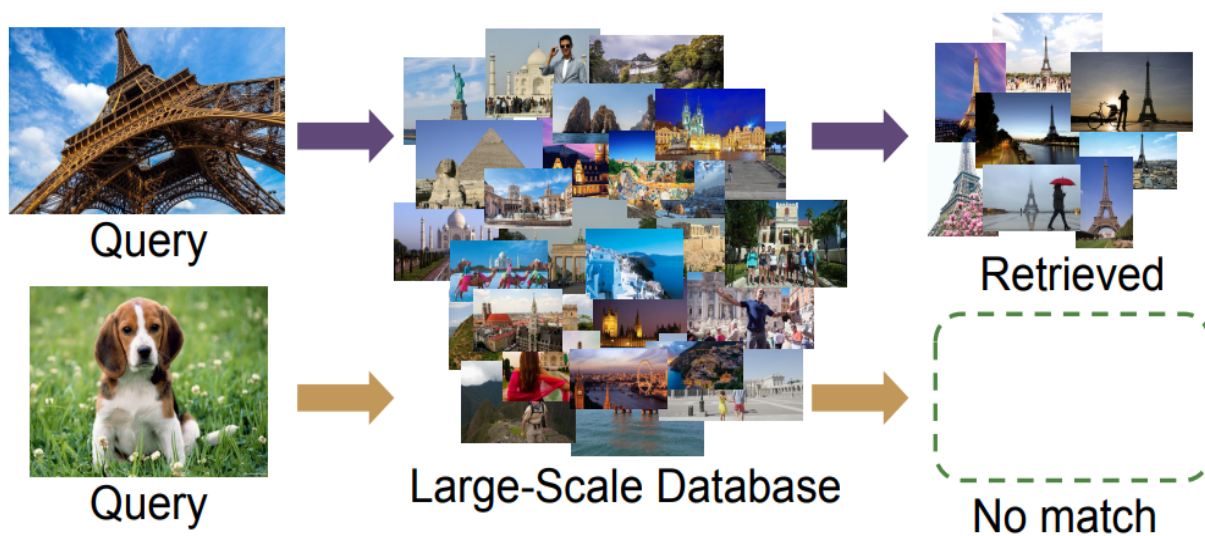 Query
Retrieved
Query
Large-Scale Database
No match